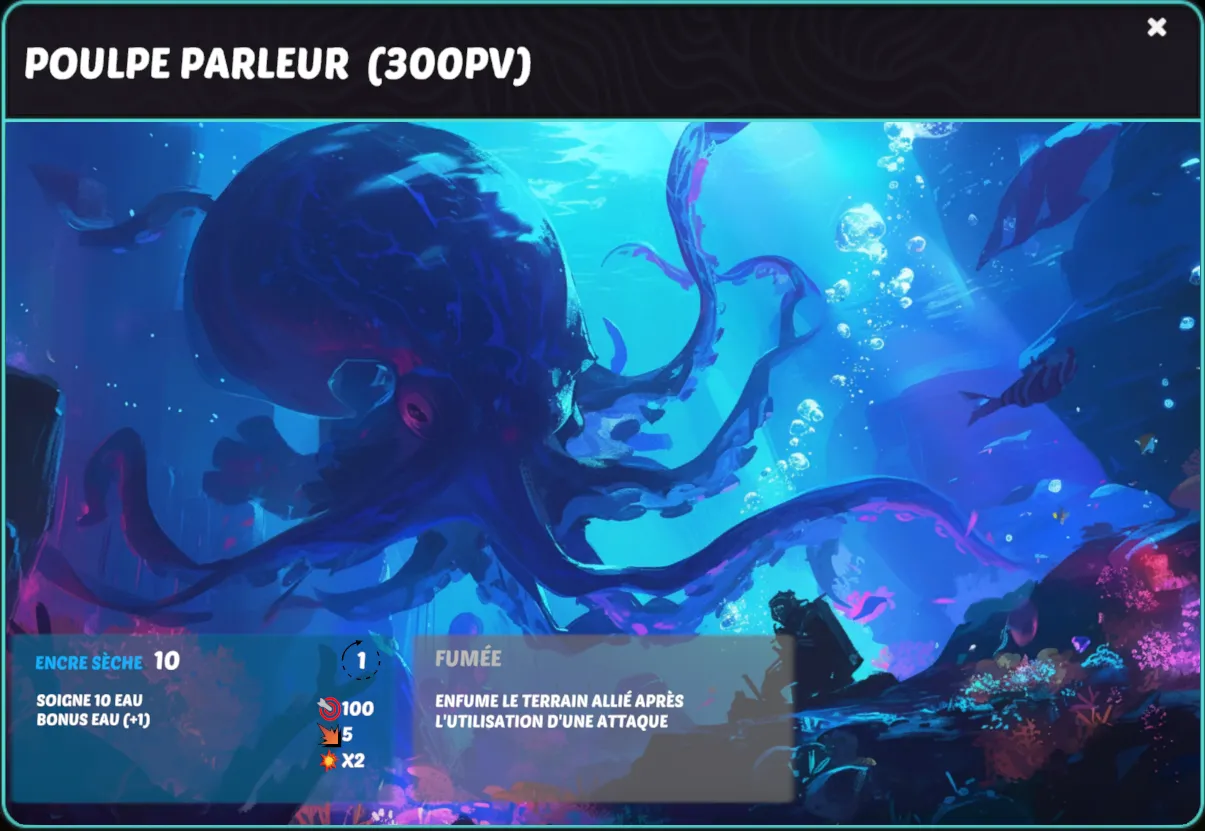 POULPE PARLEUR (300PV)
ENCRE SÈCHE 10
1
SOIGNE 10 EAU
BONUS EAU (+1)
100
5
X2
FUMÉE
ENFUME LE TERRAIN ALLIÉ APRÈS
L'UTILISATION D'UNE ATTAQUE